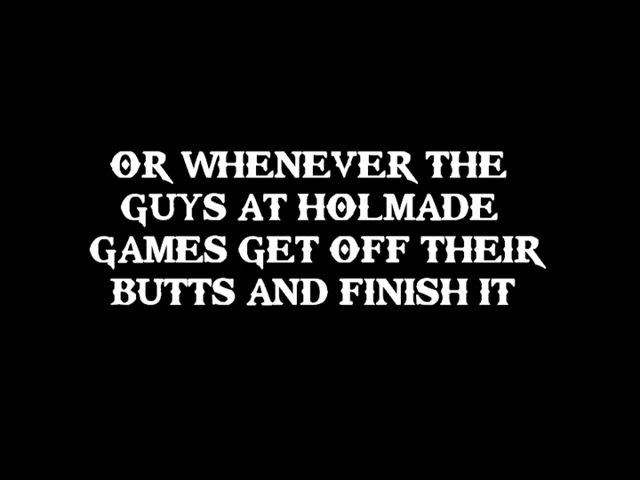 OR WHENEVER THE
GUYS AT HOLMADE
GAMES GET OFF THEIR
BUTTS AND FINISH IT